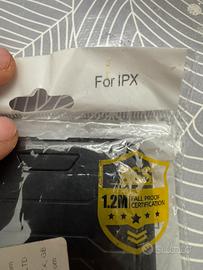 For iPX
1.2M
FALL PROOF
CERTIFICATION